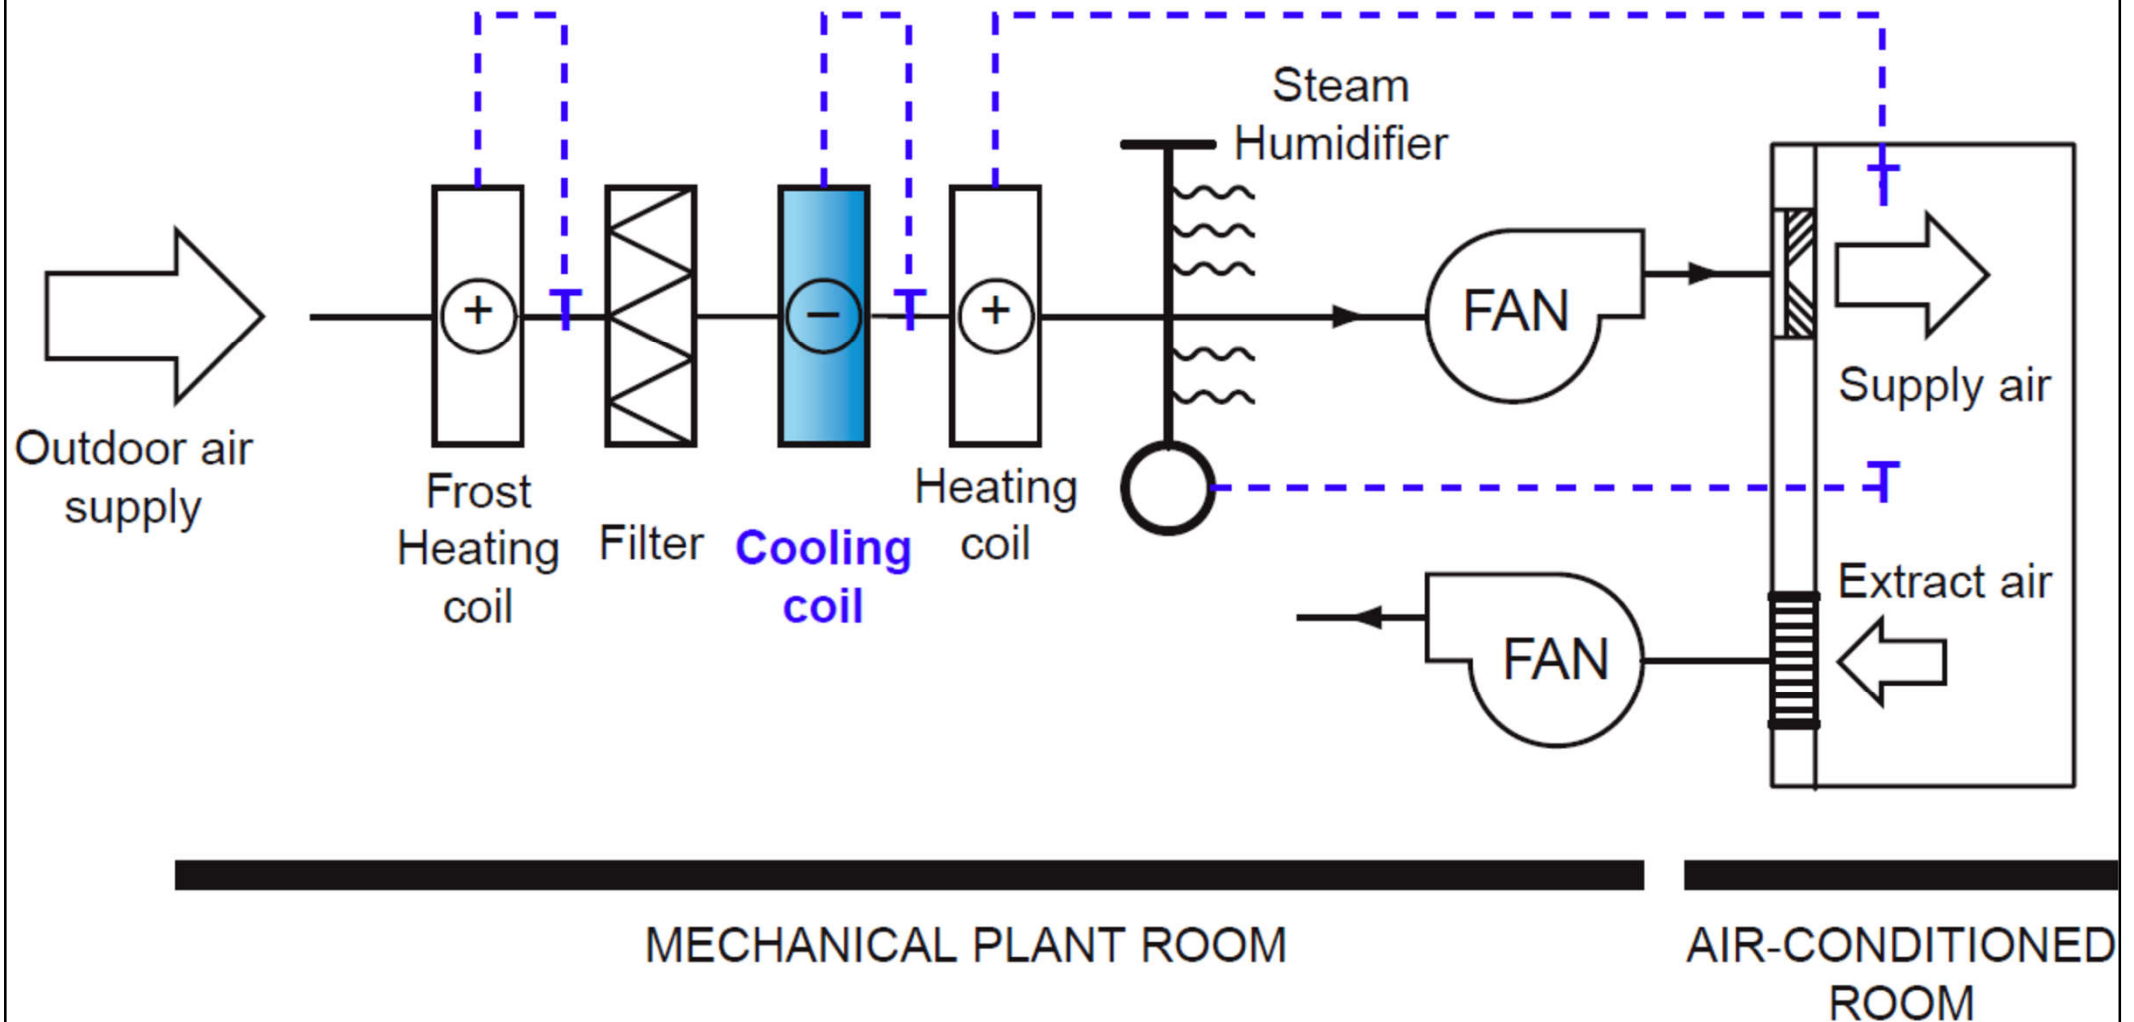 Steam
Humidifier
+
T
−
T
+
T
FAN
Outdoor air
supply
Frost
Heating
coil
Filter
Cooling
coil
Heating
coil
Supply air
T
Extract air
FAN
MECHANICAL PLANT ROOM
AIR-CONDITIONED
ROOM